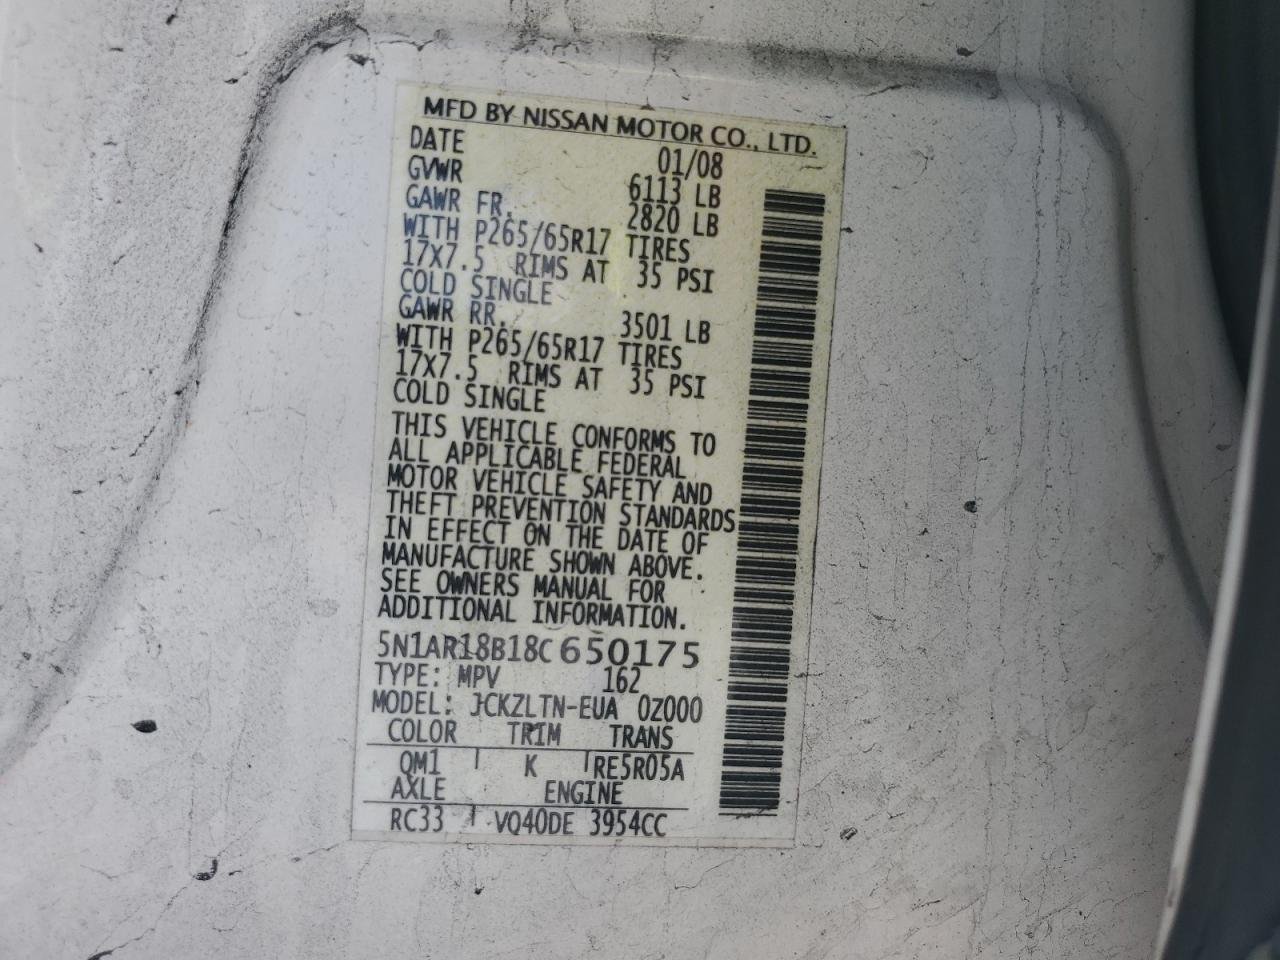 MFD BY NISSAN MOTOR CO., LTD.
DATE 01/08
GVWR 6113 LB
GAWR FR. 2820 LB
WITH P265/65R17 TIRES
17X7.5 RIMS AT 35 PSI
COLD SINGLE
GAWR RR. 3501 LB
WITH P265/65R17 TIRES
17X7.5 RIMS AT 35 PSI
COLD SINGLE
THIS VEHICLE CONFORMS TO
ALL APPLICABLE FEDERAL
MOTOR VEHICLE SAFETY AND
THEFT PREVENTION STANDARDS
IN EFFECT ON THE DATE OF
MANUFACTURE SHOWN ABOVE.
SEE OWNERS MANUAL FOR
ADDITIONAL INFORMATION.
5N1AR18B18C650175
TYPE: MPV 162
MODEL: JCKZLTN-EUA 0Z000
COLOR TRIM TRANS
QM1 K RE5R05A
AXLE ENGINE
RC33 VQ40DE 3954CC